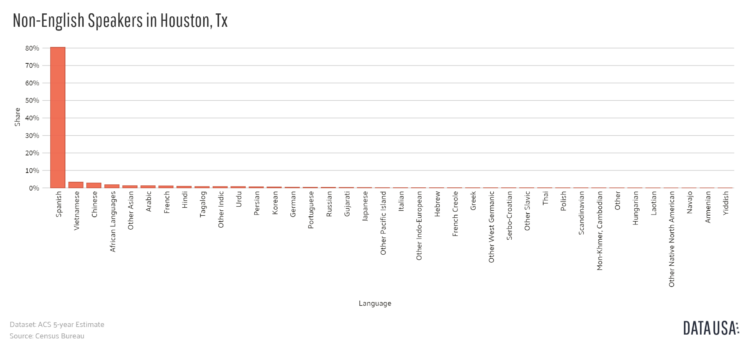 Non-English Speakers in Houston, Tx
80%
70%
60%
50%
40%
30%
20%
10%
0%
Share
Spanish
Vietnamese
Chinese
African Languages
Other Asian
Arabic
French
Hindi
Tagalog
Other Indic
Urdu
Persian
Korean
German
Portuguese
Russian
Gujarati
Japanese
Other Pacific Island
Italian
Other Indo-European
Hebrew
French Creole
Greek
Other West Germanic
Serbo-Croatian
Other Slavic
Thai
Polish
Scandinavian
Mon-Khmer, Cambodian
Other
Hungarian
Laotian
Other Native North American
Navajo
Armenian
Yiddish
Language
Dataset: ACS 5-year Estimate
Source: Census Bureau
DATA USA: